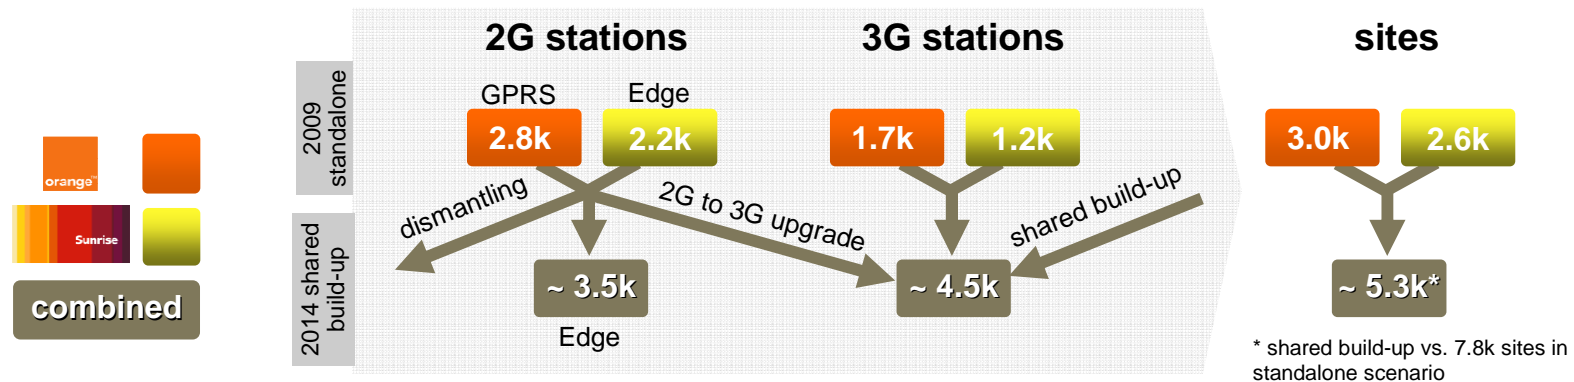 2G stations
3G stations
sites
2009
standalone
GPRS
Edge
2.8k
2.2k
1.7k
1.2k
3.0k
2.6k
orange™
Sunrise
combined
dismantling
2G to 3G upgrade
shared build-up
2014 shared
build-up
~ 3.5k
~ 4.5k
~ 5.3k*
Edge
* shared build-up vs. 7.8k sites in
standalone scenario